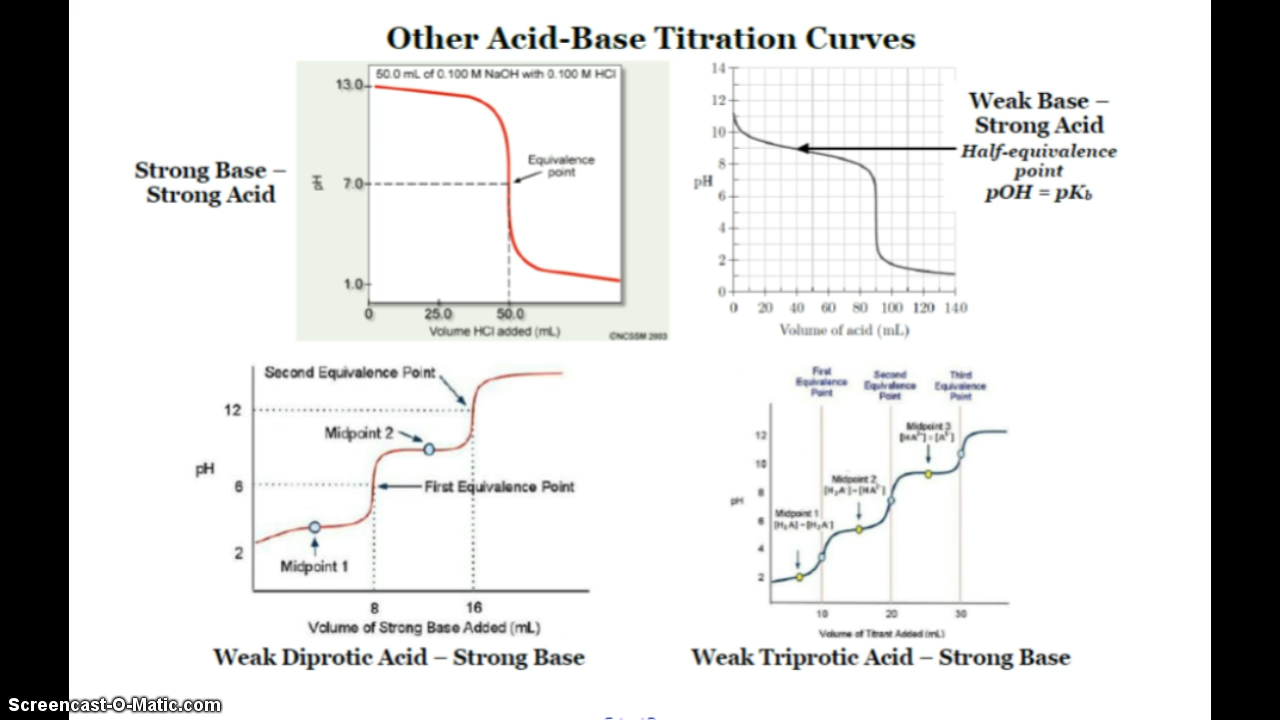 Other Acid-Base Titration Curves
Strong Base –
Strong Acid
50.0 mL of 0.100 M NaOH with 0.100 M HCl
13.0
7.0
1.0
pH
Equivalence
point
0
25.0
50.0
Volume HCl added (mL)
©NCSSM 2003
14
12
10
8
6
4
2
0
pH
0 20 40 60 80 100 120 140
Volume of acid (mL)
Weak Base –
Strong Acid
Half-equivalence
point
pOH = pKb
Second Equivalence Point
12
Midpoint 2
pH
6
First Equivalence Point
2
Midpoint 1
8
16
Volume of Strong Base Added (mL)
Weak Diprotic Acid – Strong Base
First
Equivalence
Point
Second
Equivalence
Point
Third
Equivalence
Point
Midpoint 3
Midpoint 2
Midpoint 1
12
10
8
6
4
2
pH
10
20
30
Volume of Titrant Added (mL)
Weak Triprotic Acid – Strong Base
Screencast-O-Matic.com